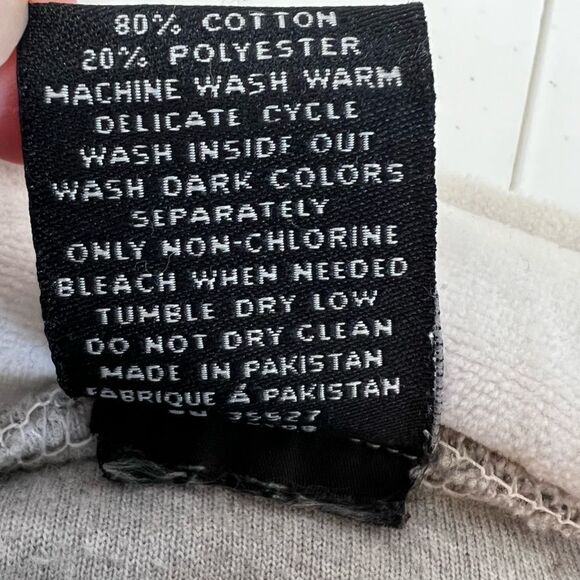 80% COTTON
20% POLYESTER
MACHINE WASH WARM
DELICATE CYCLE
WASH INSIDE OUT
WASH DARK COLORS
SEPARATELY
ONLY NON-CHLORINE
BLEACH WHEN NEEDED
TUMBLE DRY LOW
DO NOT DRY CLEAN
MADE IN PAKISTAN
FABRIQUE Á PAKISTAN